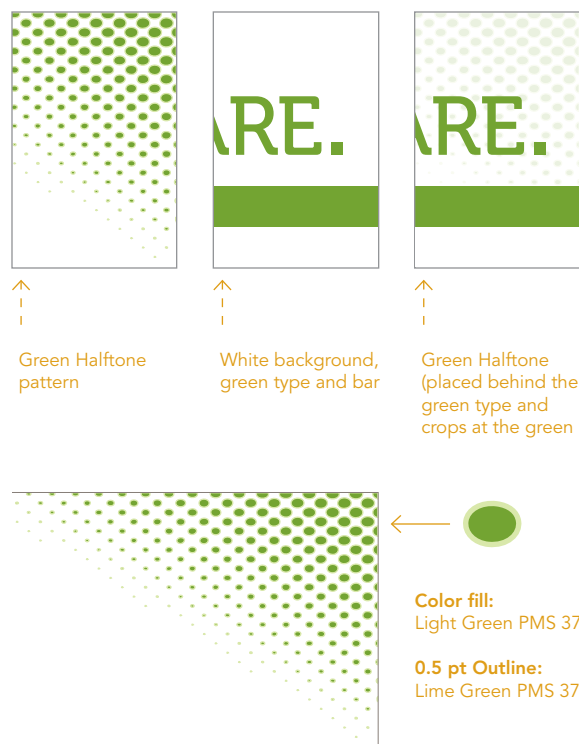 ARE.
ARE.
Green Halftone
pattern
White background,
green type and bar
Green Halftone
(placed behind the
green type and
crops at the green
Color fill:
Light Green PMS 37
0.5 pt Outline:
Lime Green PMS 37